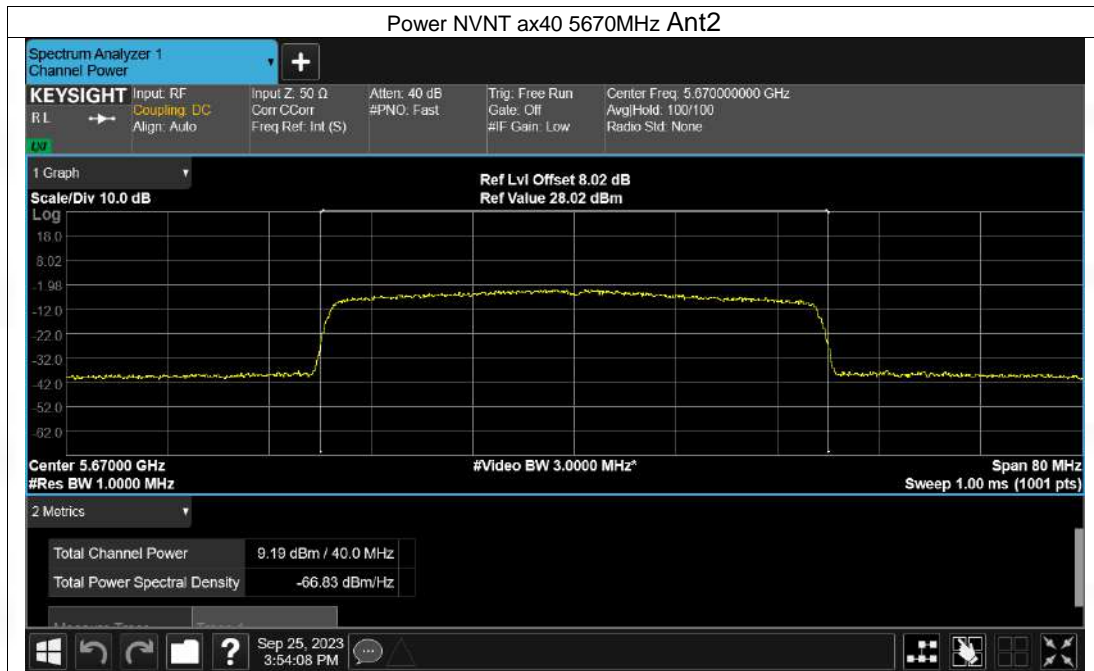 Power NVNT ax40 5670MHz Ant2
Spectrum Analyzer 1
Channel Power
+
KEYSIGHT
R L
LXI
Input: RF
Coupling: DC
Align: Auto
Input Z: 50 Ω
Corr CCorr
Freq Ref: Int (S)
Atten: 40 dB
#PNO: Fast
Trig: Free Run
Gate: Off
#IF Gain: Low
Center Freq: 5.670000000 GHz
Avg|Hold: 100/100
Radio Std: None
1 Graph
Scale/Div 10.0 dB
Ref Lvl Offset 8.02 dB
Ref Value 28.02 dBm
Log
18.0
8.02
-1.98
-12.0
-22.0
-32.0
-42.0
-52.0
-62.0
Center 5.67000 GHz
#Video BW 3.0000 MHz*
Span 80 MHz
#Res BW 1.0000 MHz
Sweep 1.00 ms (1001 pts)
2 Metrics
Total Channel Power 9.19 dBm / 40.0 MHz
Total Power Spectral Density -66.83 dBm/Hz
?
Sep 25, 2023
3:54:08 PM